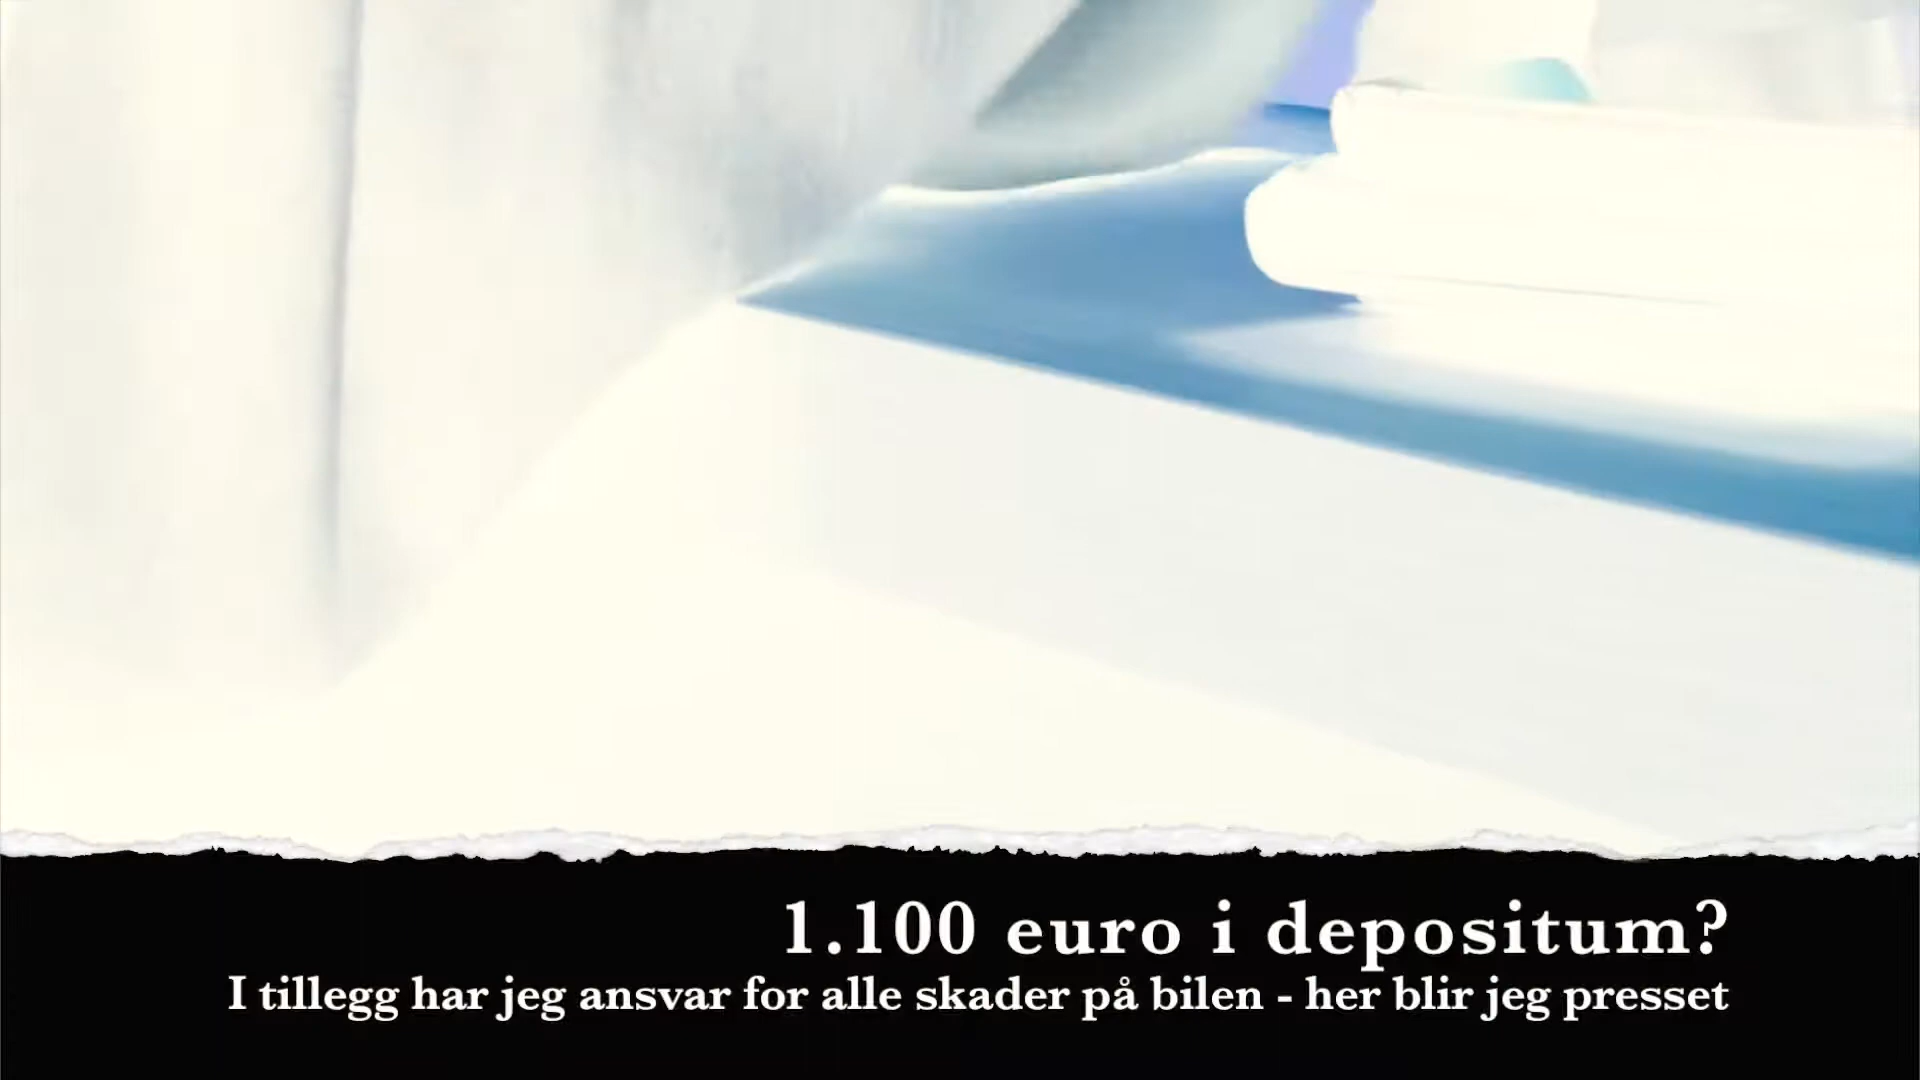 1.100 euro i depositum?
I tillegg har jeg ansvar for alle skader på bilen - her blir jeg presset